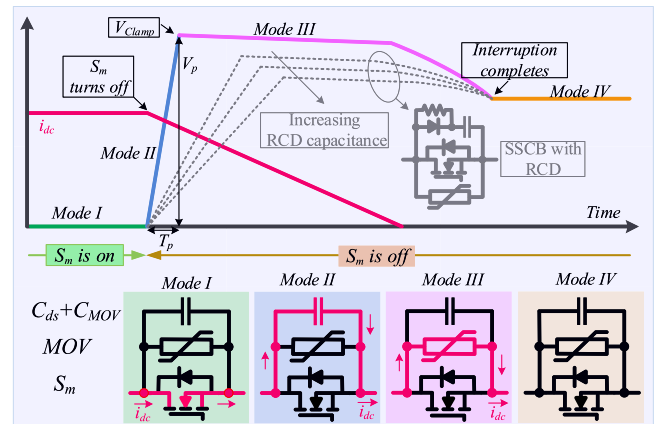 V_Clamp
Mode III
V_p
S_m
turns off
Interruption
completes
Mode IV
i_dc
Mode II
Increasing
RCD capacitance
SSCB with
RCD
Mode I
Time
T_p
S_m is on
S_m is off
Mode I
Mode II
Mode III
Mode IV
C_ds+C_MOV
MOV
S_m
i_dc
i_dc
i_dc